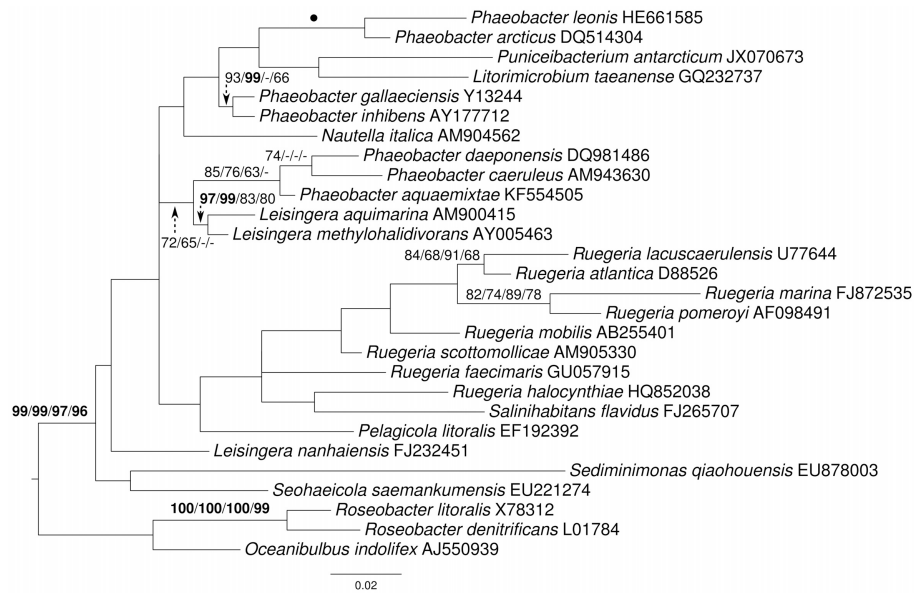 Phaeobacter leonis HE661585
Phaeobacter arcticus DQ514304
Puniceibacterium antarcticum JX070673
Litorimicrobium taeanense GQ232737
93/99/-/66
Phaeobacter gallaeciensis Y13244
Phaeobacter inhibens AY177712
Nautella italica AM904562
74/-/-/-
Phaeobacter daeponensis DQ981486
85/76/63/-
Phaeobacter caeruleus AM943630
Phaeobacter aquaemixtae KF554505
97/99/83/80
Leisingera aquimarina AM900415
Leisingera methylohalidivorans AY005463
72/65/-/-
84/68/91/68
Ruegeria lacuscaerulensis U77644
Ruegeria atlantica D88526
82/74/89/78
Ruegeria marina FJ872535
Ruegeria pomeroyi AF098491
Ruegeria mobilis AB255401
Ruegeria scottomollicae AM905330
Ruegeria faecimaris GU057915
Ruegeria halocynthiae HQ852038
99/99/97/96
Salinihabitans flavidus FJ265707
Pelagicola litoralis EF192392
Leisingera nanhaiensis FJ232451
Sediminimonas qiaohouensis EU878003
Seohaeicola saemankumensis EU221274
100/100/100/99
Roseobacter litoralis X78312
Roseobacter denitrificans L01784
Oceanibulbus indolifex AJ550939
0.02